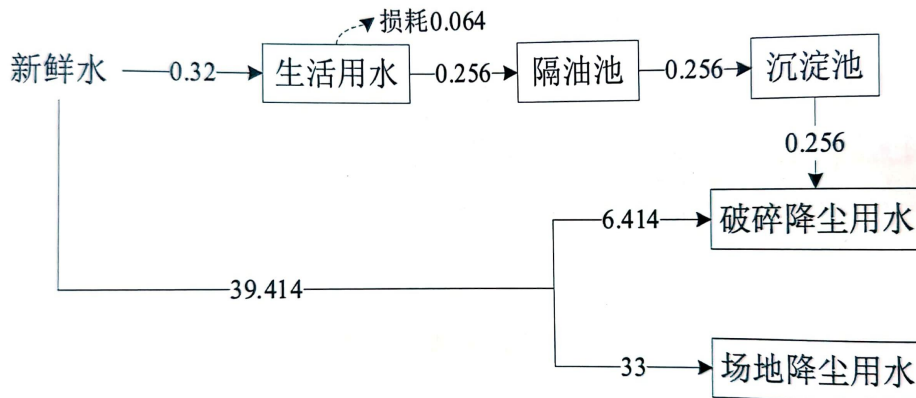 损耗0.064
新鲜水 0.32 生活用水 0.256 隔油池 0.256 沉淀池
0.256
6.414 破碎降尘用水
39.414
33 场地降尘用水